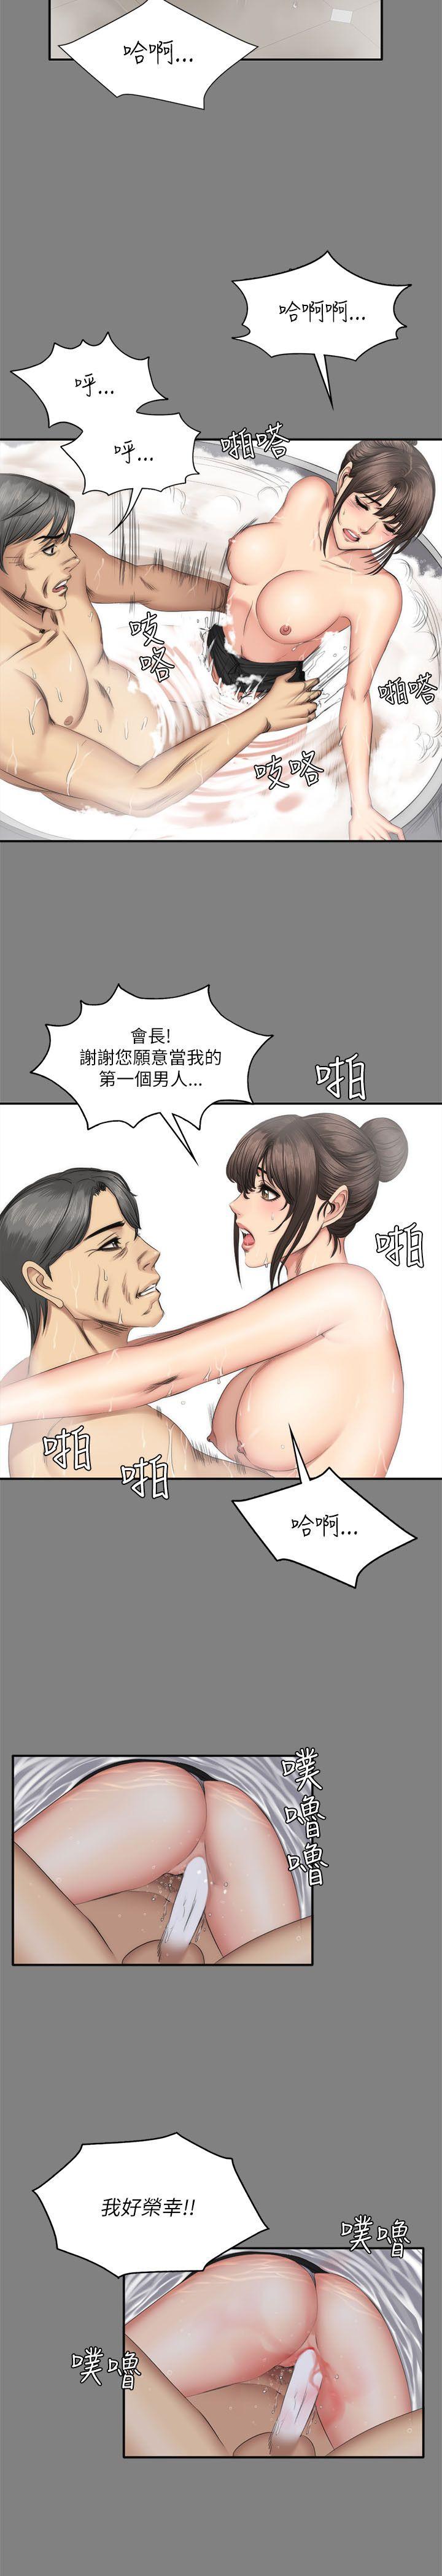 哈啊...
哈啊啊...
呼...
呼...
啪嗒
吱咯
啪嗒
吱咯
會長!
謝謝您願意當我的
第一個男人...
啪
啪
啪
啪
哈啊...
噗嚕嚕
我好榮幸!!
噗嚕
噗嚕